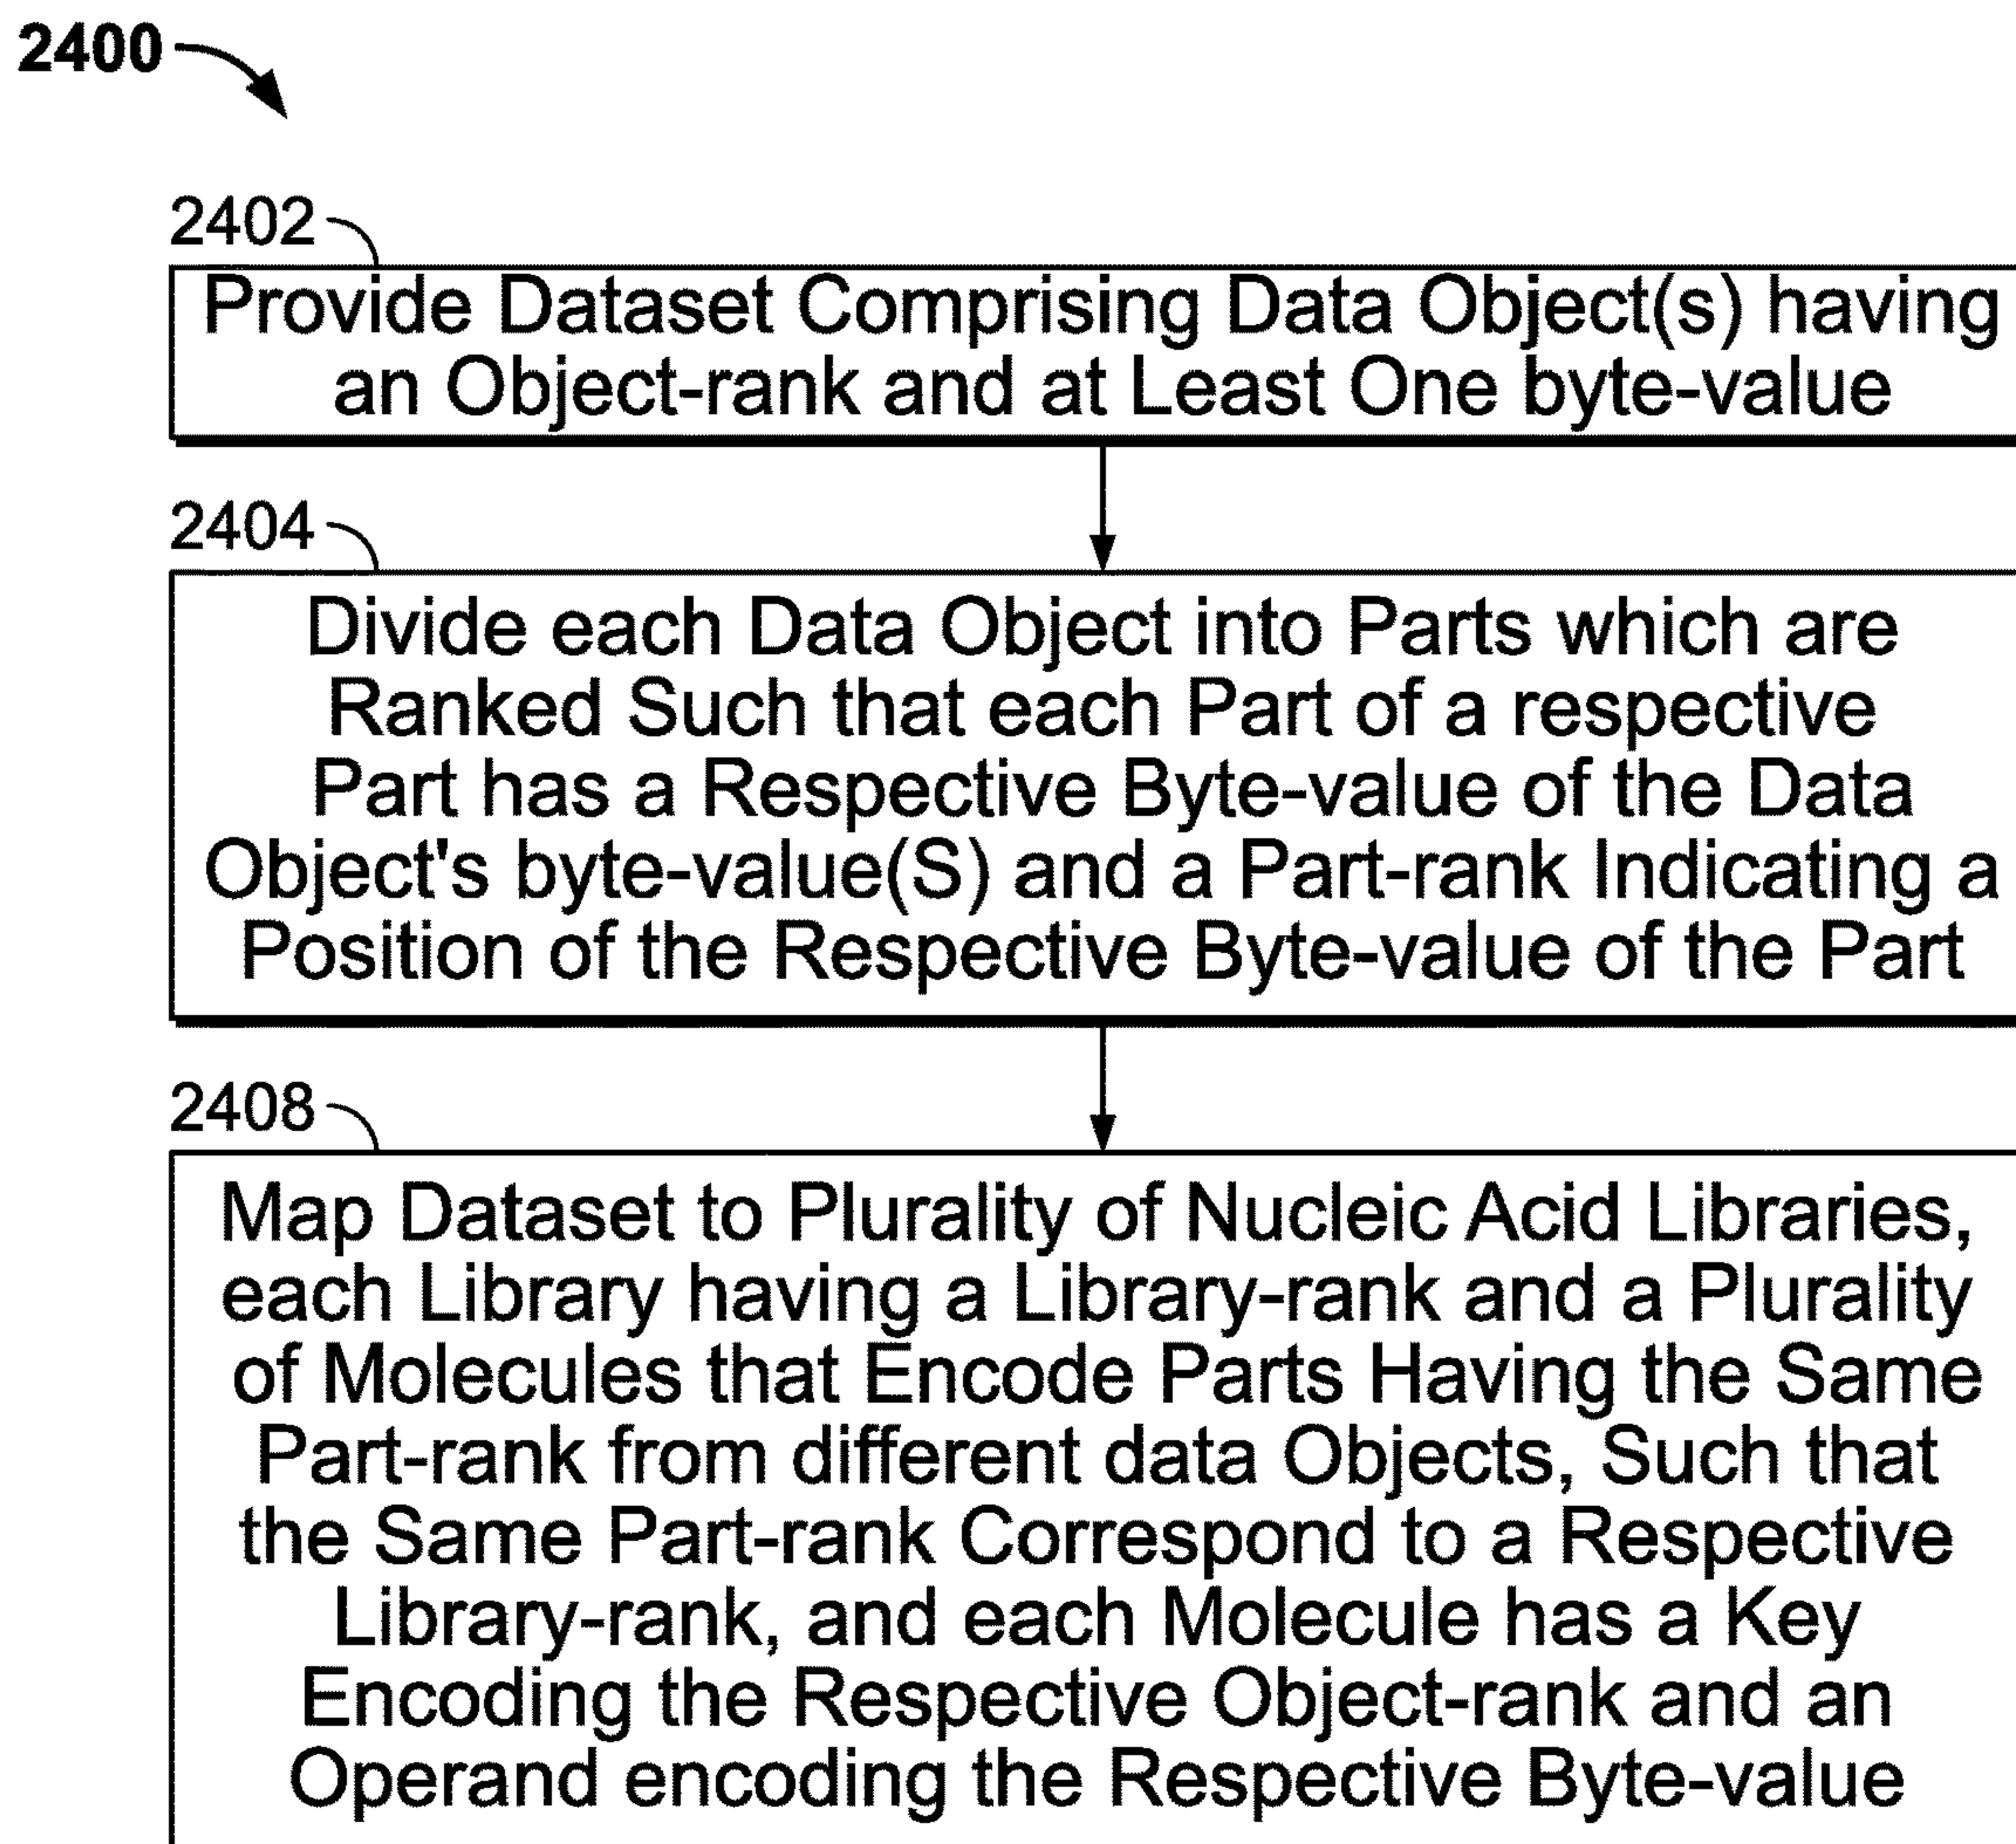 2400
2402
Provide Dataset Comprising Data Object(s) having
an Object-rank and at Least One byte-value
2404
Divide each Data Object into Parts which are
Ranked Such that each Part of a respective
Part has a Respective Byte-value of the Data
Object's byte-value(S) and a Part-rank Indicating a
Position of the Respective Byte-value of the Part
2408
Map Dataset to Plurality of Nucleic Acid Libraries,
each Library having a Library-rank and a Plurality
of Molecules that Encode Parts Having the Same
Part-rank from different data Objects, Such that
the Same Part-rank Correspond to a Respective
Library-rank, and each Molecule has a Key
Encoding the Respective Object-rank and an
Operand encoding the Respective Byte-value